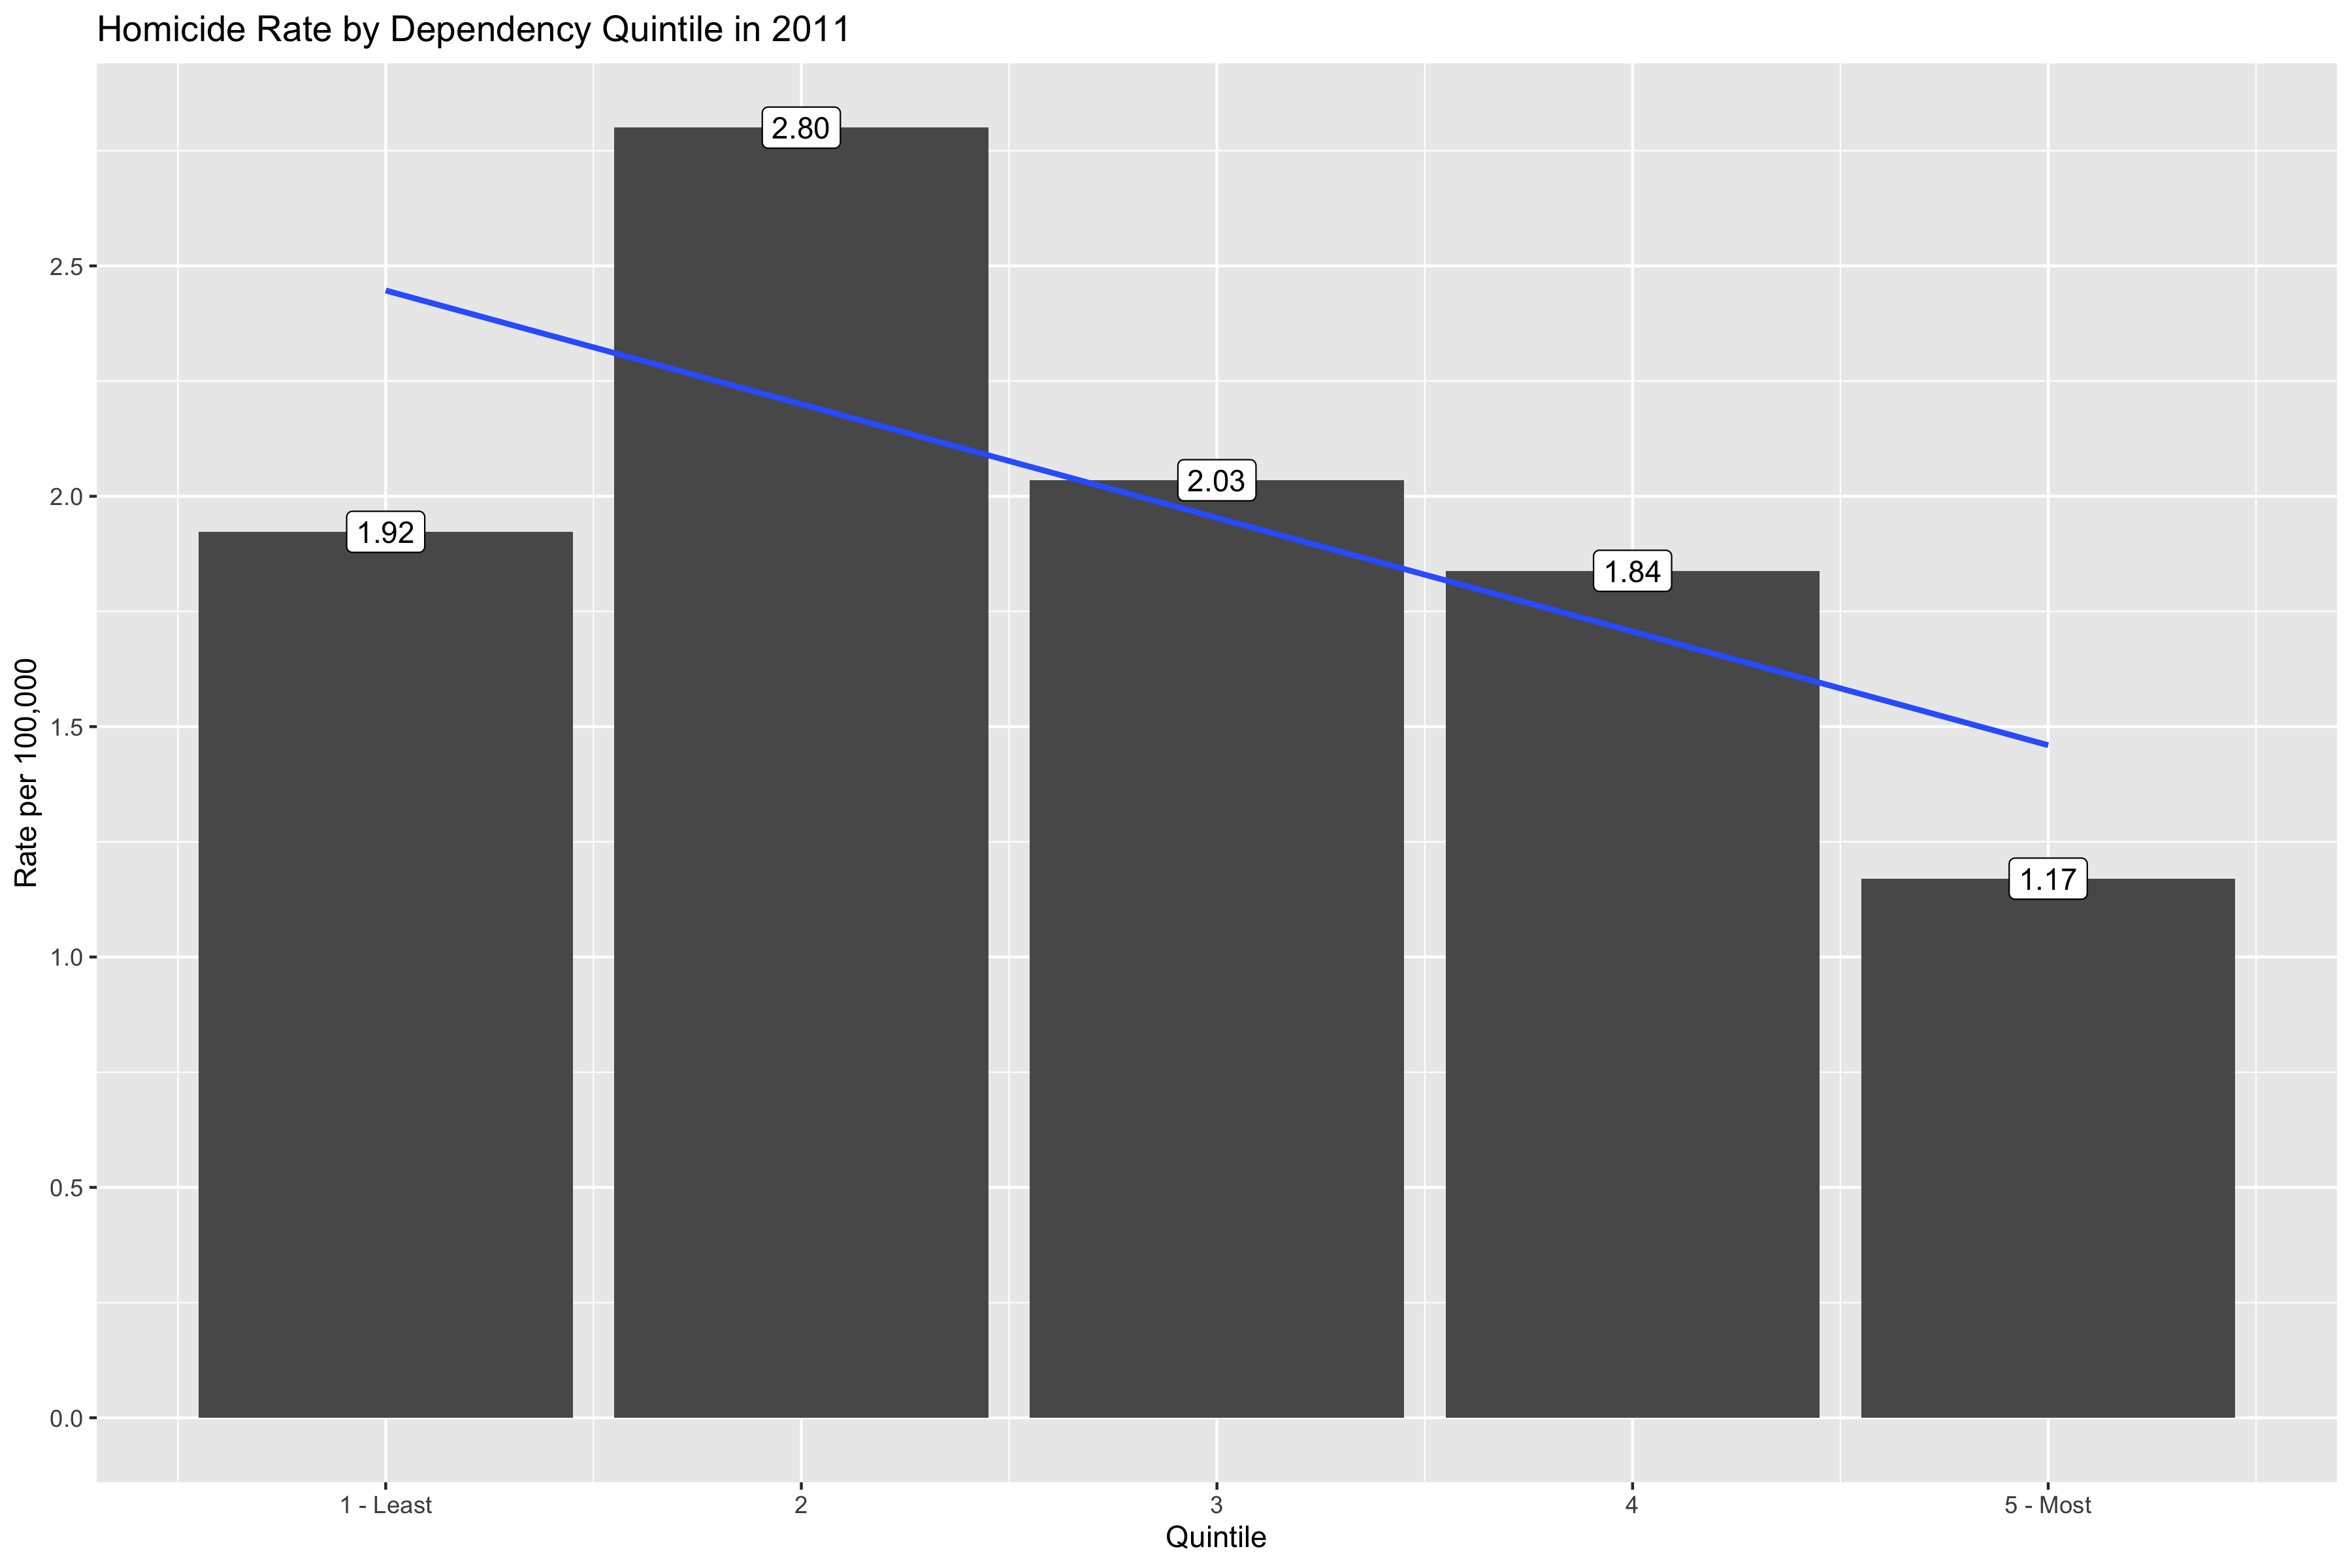 Homicide Rate by Dependency Quintile in 2011
Rate per 100,000
2.5
2.0
1.5
1.0
0.5
0.0
1.92
2.80
2.03
1.84
1.17
1 - Least
2
3
4
5 - Most
Quintile